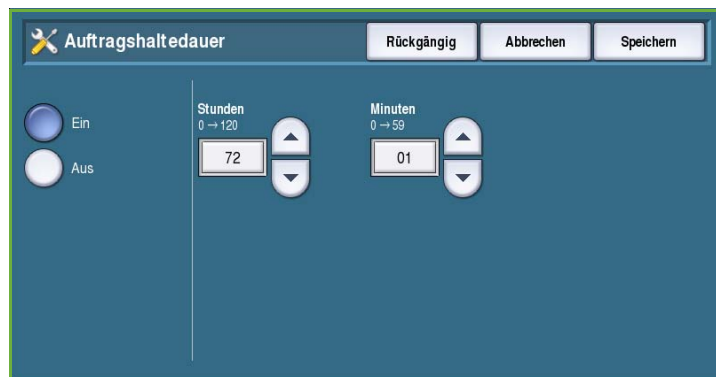 Auftragshaltedauer
Rückgängig
Abbrechen
Speichern
Ein
Aus
Stunden
0 → 120
72
Minuten
0 → 59
01